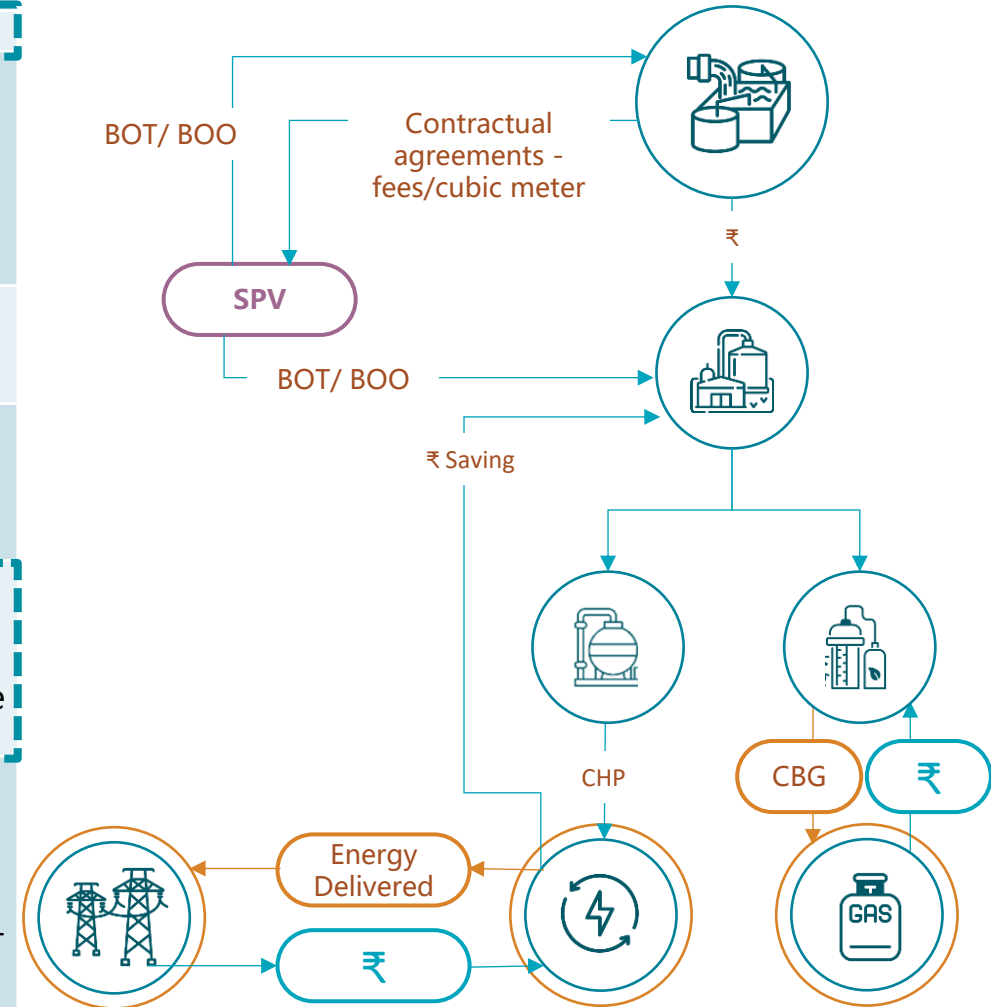 BOT/ BOO
Contractual
agreements -
fees/cubic meter
₹
SPV
BOT/ BOO
₹ Saving
e
CHP
CBG
₹
Energy
Delivered
GAS
₹